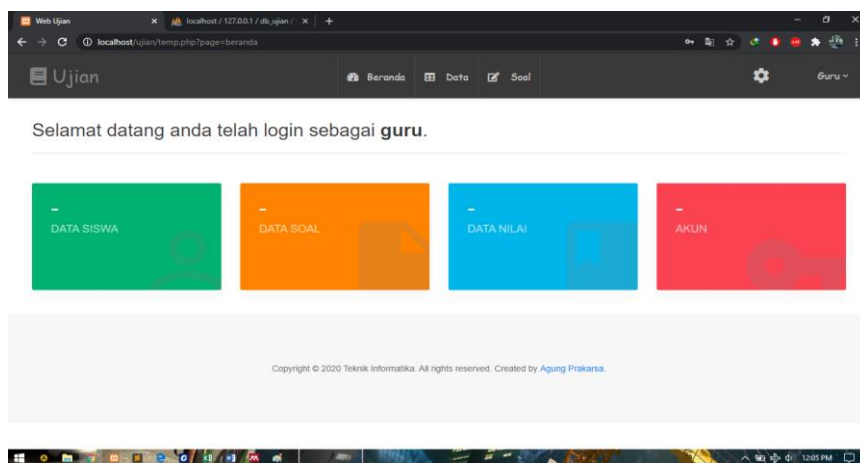 Web Ujian
localhost / 127.0.0.1 / db_ujian /
localhost/ujian/temp.php?page=beranda
Ujian
Beranda
Data
Soal
Guru
Selamat datang anda telah login sebagai guru.
-
DATA SISWA
-
DATA SOAL
-
DATA NILAI
-
AKUN
Copyright © 2020 Teknik Informatika. All rights reserved. Created by Agung Prakarsa.
12:05 PM